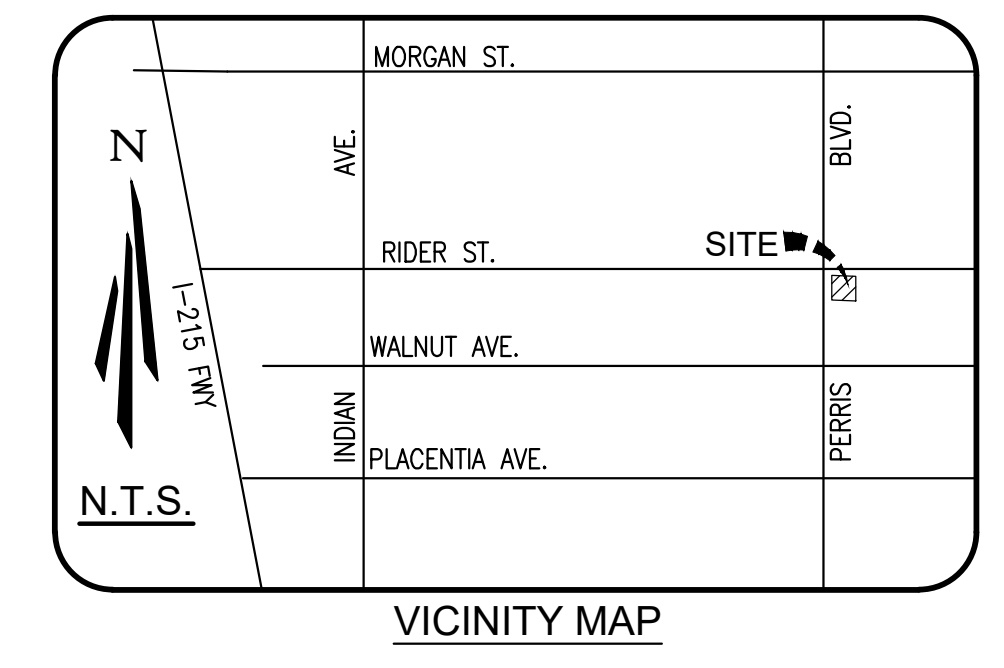 MORGAN ST.
N
AVE.
BLVD.
SITE
RIDER ST.
I-215 FWY
WALNUT AVE.
INDIAN
PERRIS
PLACENTIA AVE.
N.T.S.
VICINITY MAP